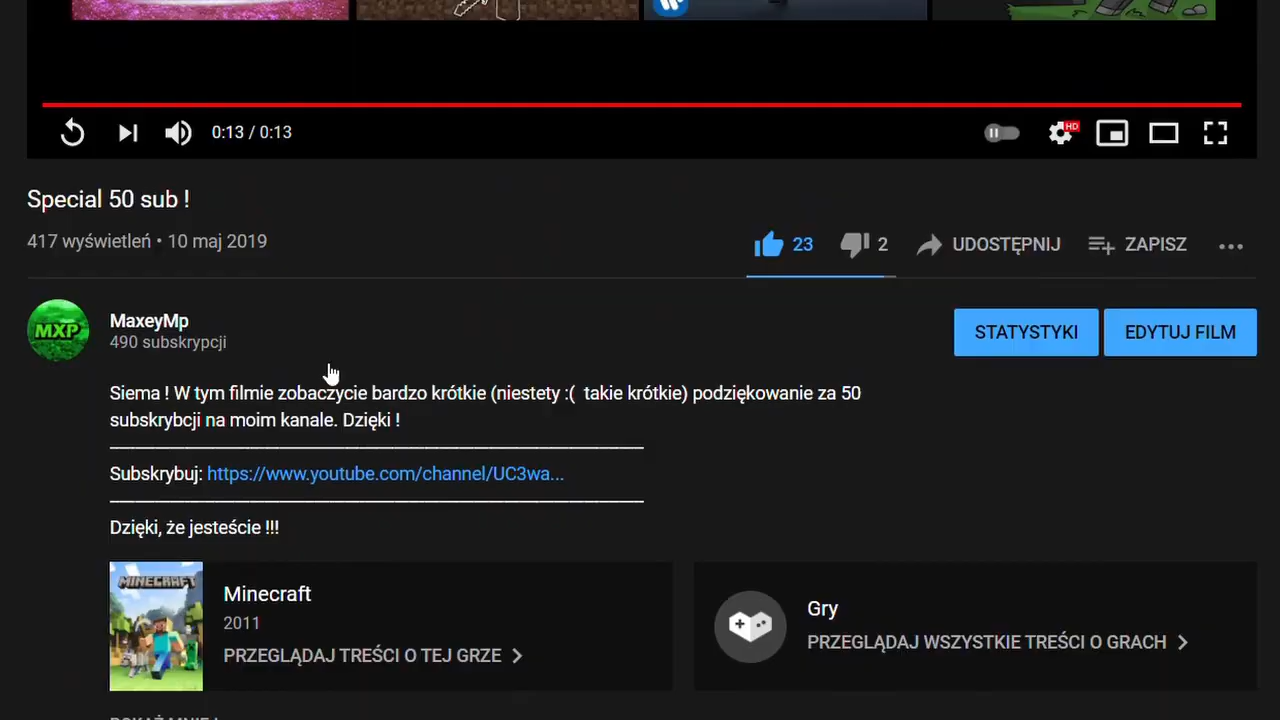 HD
0:13 / 0:13
Special 50 sub !
417 wyświetleń • 10 maj 2019
23
2
UDOSTĘPNIJ
ZAPISZ
MXP
MaxeyMp
490 subskrypcji
STATYSTYKI
EDYTUJ FILM
Siema ! W tym filmie zobaczycie bardzo krótkie (niestety :( takie krótkie) podziękowanie za 50
subskrybcji na moim kanale. Dzięki !
Subskrybuj: https://www.youtube.com/channel/UC3wa...
Dzięki, że jesteście !!!
MINECRAFT
Minecraft
2011
PRZEGLĄDAJ TREŚCI O TEJ GRZE
Gry
PRZEGLĄDAJ WSZYSTKIE TREŚCI O GRACH